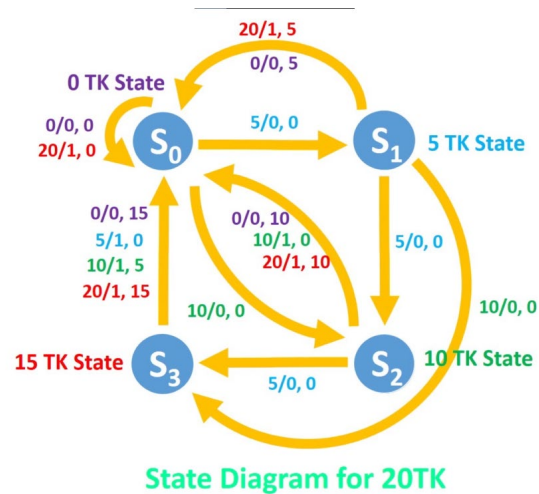 20/1, 5
0/0, 5
0 TK State
0/0, 0
20/1, 0
S0
5/0, 0
S1
5 TK State
0/0, 15
5/1, 0
10/1, 5
20/1, 15
0/0, 10
10/1, 0
20/1, 10
5/0, 0
10/0, 0
10/0, 0
15 TK State
S3
5/0, 0
S2
10 TK State
State Diagram for 20TK